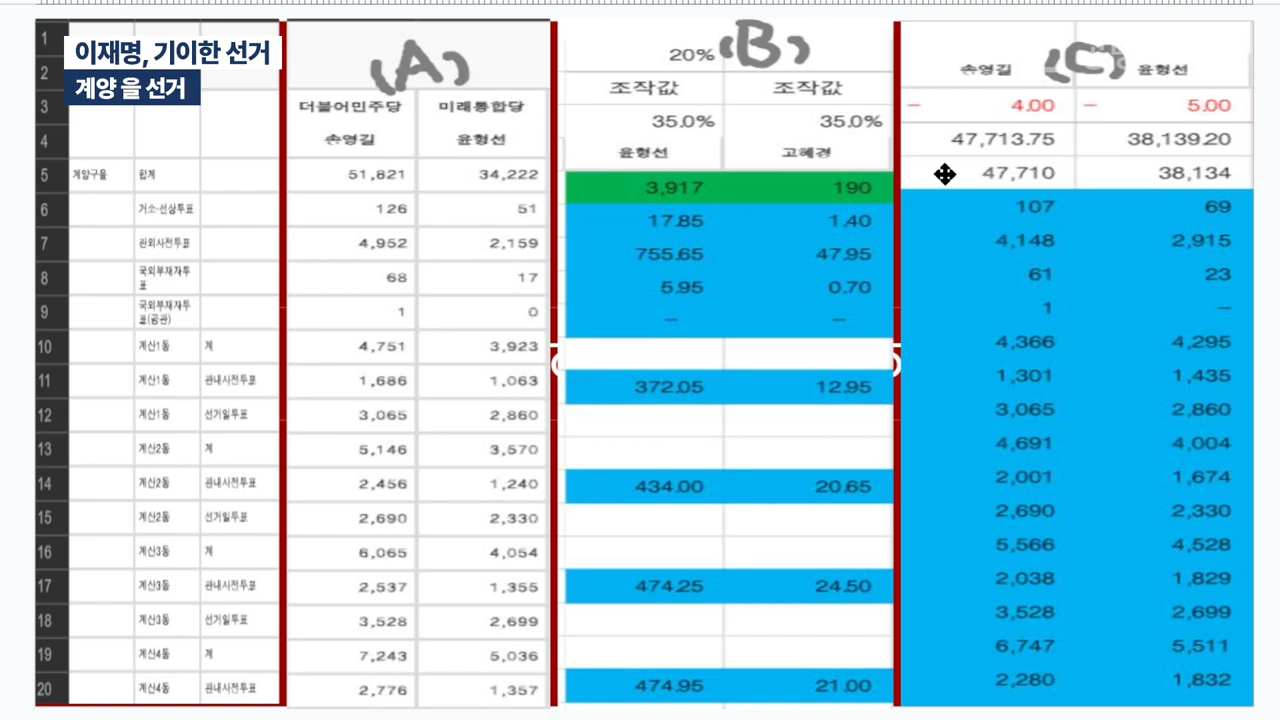 이재명, 기이한 선거
계양 을 선거
(A) (B) (C)
1
2 20% 송영길 윤형선
3 더불어민주당 미래통합당 조작값 조작값 – 4.00 – 5.00
4 송영길 윤형선 35.0% 35.0% 47,713.75 38,139.20
윤형선 고혜경
5 계양구을 합계 51,821 34,222 3,917 190 47,710 38,134
6 거소·선상투표 126 51 17.85 1.40 107 69
7 관외사전투표 4,952 2,159 755.65 47.95 4,148 2,915
8 국외부재자투표 68 17 5.95 0.70 61 23
9 국외부재자투표(공관) 1 0 – – 1 –
10 계산1동 계 4,751 3,923 4,366 4,295
11 계산1동 관내사전투표 1,686 1,063 372.05 12.95 1,301 1,435
12 계산1동 선거일투표 3,065 2,860 3,065 2,860
13 계산2동 계 5,146 3,570 4,691 4,004
14 계산2동 관내사전투표 2,456 1,240 434.00 20.65 2,001 1,674
15 계산2동 선거일투표 2,690 2,330 2,690 2,330
16 계산3동 계 6,065 4,054 5,566 4,528
17 계산3동 관내사전투표 2,537 1,355 474.25 24.50 2,038 1,829
18 계산3동 선거일투표 3,528 2,699 3,528 2,699
19 계산4동 계 7,243 5,036 6,747 5,511
20 계산4동 관내사전투표 2,776 1,357 474.95 21.00 2,280 1,832